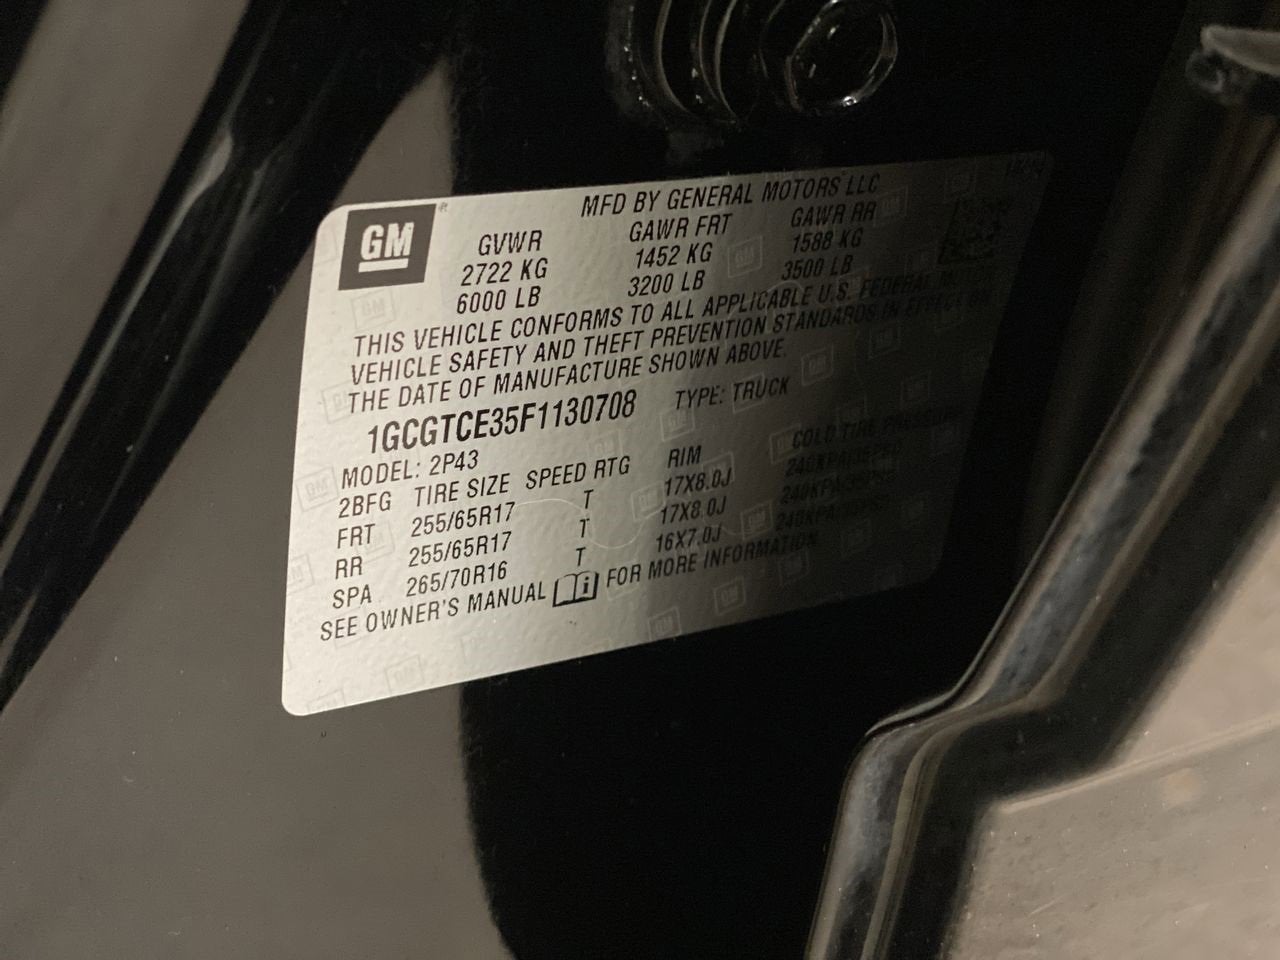 GM
MFD BY GENERAL MOTORS LLC
GVWR GAWR FRT GAWR RR
2722 KG 1452 KG 1588 KG
6000 LB 3200 LB 3500 LB
THIS VEHICLE CONFORMS TO ALL APPLICABLE U.S. FEDERAL
VEHICLE SAFETY AND THEFT PREVENTION STANDARDS IN EFFECT
THE DATE OF MANUFACTURE SHOWN ABOVE.
1GCGTCE35F1130708 TYPE: TRUCK
MODEL: 2P43
2BFG TIRE SIZE SPEED RTG RIM COLD TIRE PRESSURE
FRT 255/65R17 T 17X8.0J
RR 255/65R17 T 17X8.0J
SPA 265/70R16 T 16X7.0J
SEE OWNER'S MANUAL FOR MORE INFORMATION